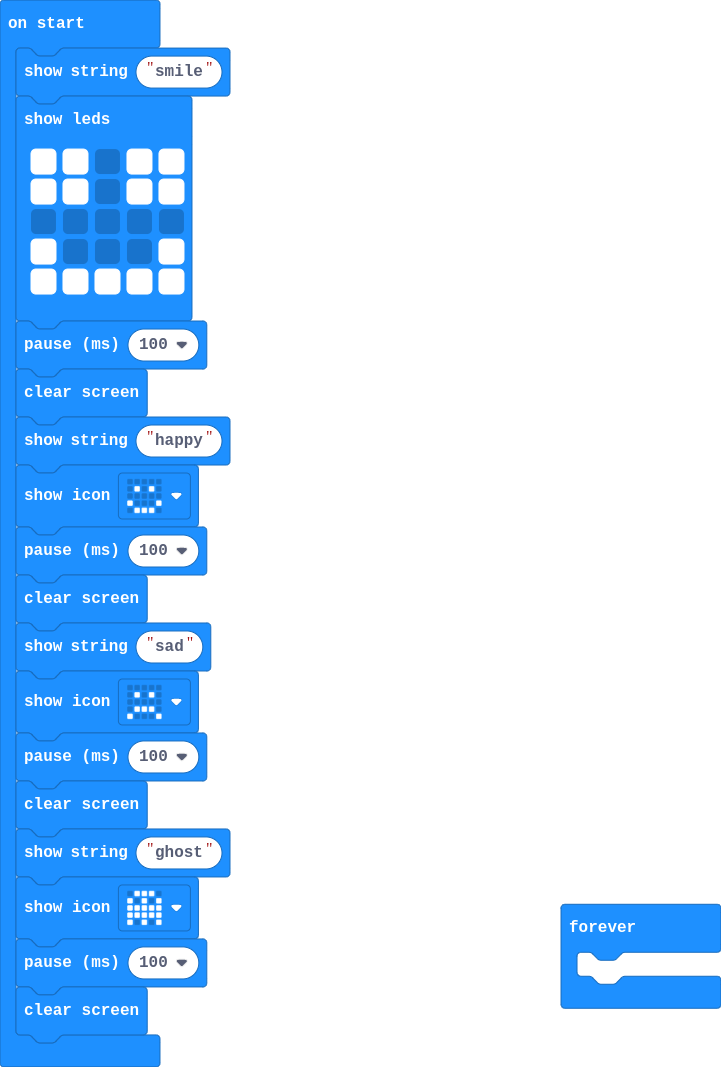 on start
show string "smile"
show leds
pause (ms) 100
clear screen
show string "happy"
show icon
pause (ms) 100
clear screen
show string "sad"
show icon
pause (ms) 100
clear screen
show string "ghost"
show icon
forever
pause (ms) 100
clear screen